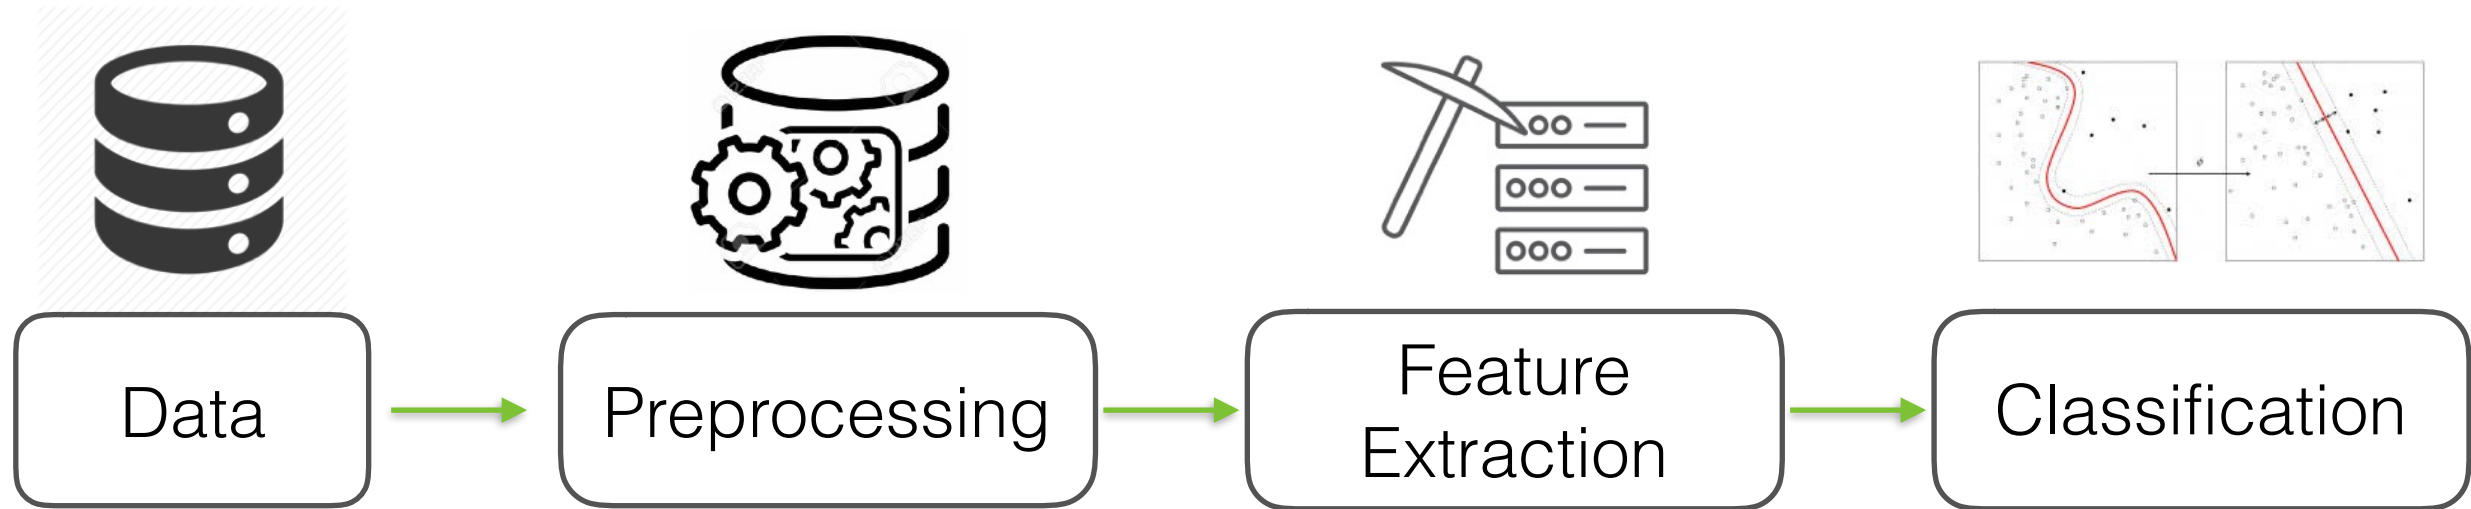 Data
Preprocessing
Feature
Extraction
Classification